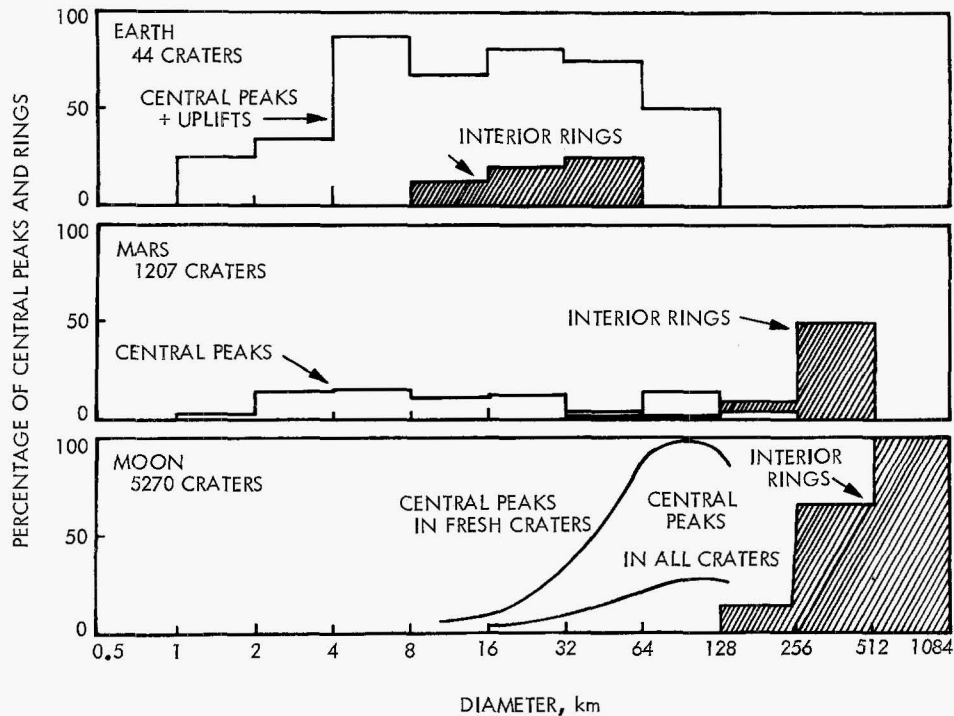 PERCENTAGE OF CENTRAL PEAKS AND RINGS
100
EARTH
44 CRATERS
CENTRAL PEAKS
+ UPLIFTS
50
INTERIOR RINGS
0
100
MARS
1207 CRATERS
50
INTERIOR RINGS
CENTRAL PEAKS
0
100
MOON
5270 CRATERS
INTERIOR
RINGS
CENTRAL PEAKS
IN FRESH CRATERS
CENTRAL
PEAKS
50
IN ALL CRATERS
0
0.5 1 2 4 8 16 32 64 128 256 512 1084
DIAMETER, km